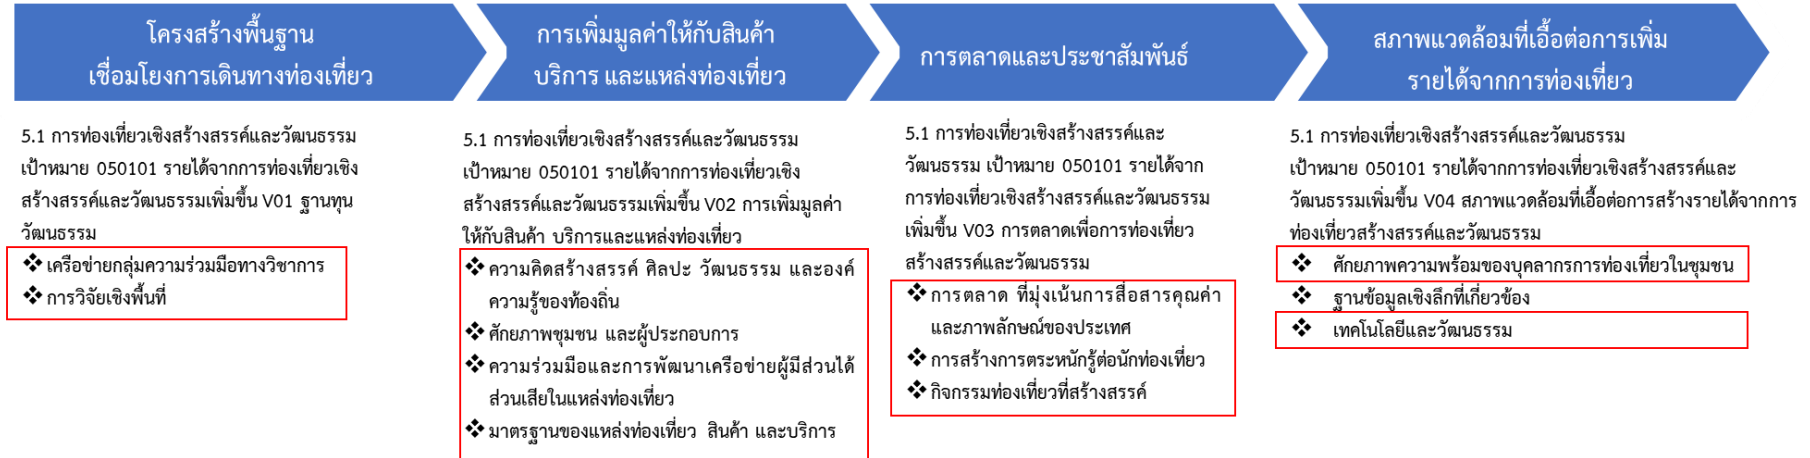 โครงสร้างพื้นฐาน
เชื่อมโยงการเดินทางท่องเที่ยว
การเพิ่มมูลค่าให้กับสินค้า
บริการ และแหล่งท่องเที่ยว
การตลาดและประชาสัมพันธ์
สภาพแวดล้อมที่เอื้อต่อการเพิ่ม
รายได้จากการท่องเที่ยว
5.1 การท่องเที่ยวเชิงสร้างสรรค์และวัฒนธรรม
เป้าหมาย 050101 รายได้จากการท่องเที่ยวเชิง
สร้างสรรค์และวัฒนธรรมเพิ่มขึ้น V01 ฐานทุน
วัฒนธรรม
❖ เครือข่ายกลุ่มความร่วมมือทางวิชาการ
❖ การวิจัยเชิงพื้นที่
5.1 การท่องเที่ยวเชิงสร้างสรรค์และวัฒนธรรม
เป้าหมาย 050101 รายได้จากการท่องเที่ยวเชิง
สร้างสรรค์และวัฒนธรรมเพิ่มขึ้น V02 การเพิ่มมูลค่า
ให้กับสินค้า บริการและแหล่งท่องเที่ยว
❖ ความคิดสร้างสรรค์ ศิลปะ วัฒนธรรม และองค์
ความรู้ของท้องถิ่น
❖ ศักยภาพชุมชน และผู้ประกอบการ
❖ ความร่วมมือและการพัฒนาเครือข่ายผู้มีส่วนได้
ส่วนเสียในแหล่งท่องเที่ยว
❖ มาตรฐานของแหล่งท่องเที่ยว สินค้า และบริการ
5.1 การท่องเที่ยวเชิงสร้างสรรค์และ
วัฒนธรรม เป้าหมาย 050101 รายได้จาก
การท่องเที่ยวเชิงสร้างสรรค์และวัฒนธรรม
เพิ่มขึ้น V03 การตลาดเพื่อการท่องเที่ยว
สร้างสรรค์และวัฒนธรรม
❖ การตลาด ที่มุ่งเน้นการสื่อสารคุณค่า
และภาพลักษณ์ของประเทศ
❖ การสร้างการตระหนักรู้ต่อนักท่องเที่ยว
❖ กิจกรรมท่องเที่ยวที่สร้างสรรค์
5.1 การท่องเที่ยวเชิงสร้างสรรค์และวัฒนธรรม
เป้าหมาย 050101 รายได้จากการท่องเที่ยวเชิงสร้างสรรค์และ
วัฒนธรรมเพิ่มขึ้น V04 สภาพแวดล้อมที่เอื้อต่อการสร้างรายได้จากการ
ท่องเที่ยวสร้างสรรค์และวัฒนธรรม
❖ ศักยภาพความพร้อมของบุคลากรการท่องเที่ยวในชุมชน
❖ ฐานข้อมูลเชิงลึกที่เกี่ยวข้อง
❖ เทคโนโลยีและวัฒนธรรม